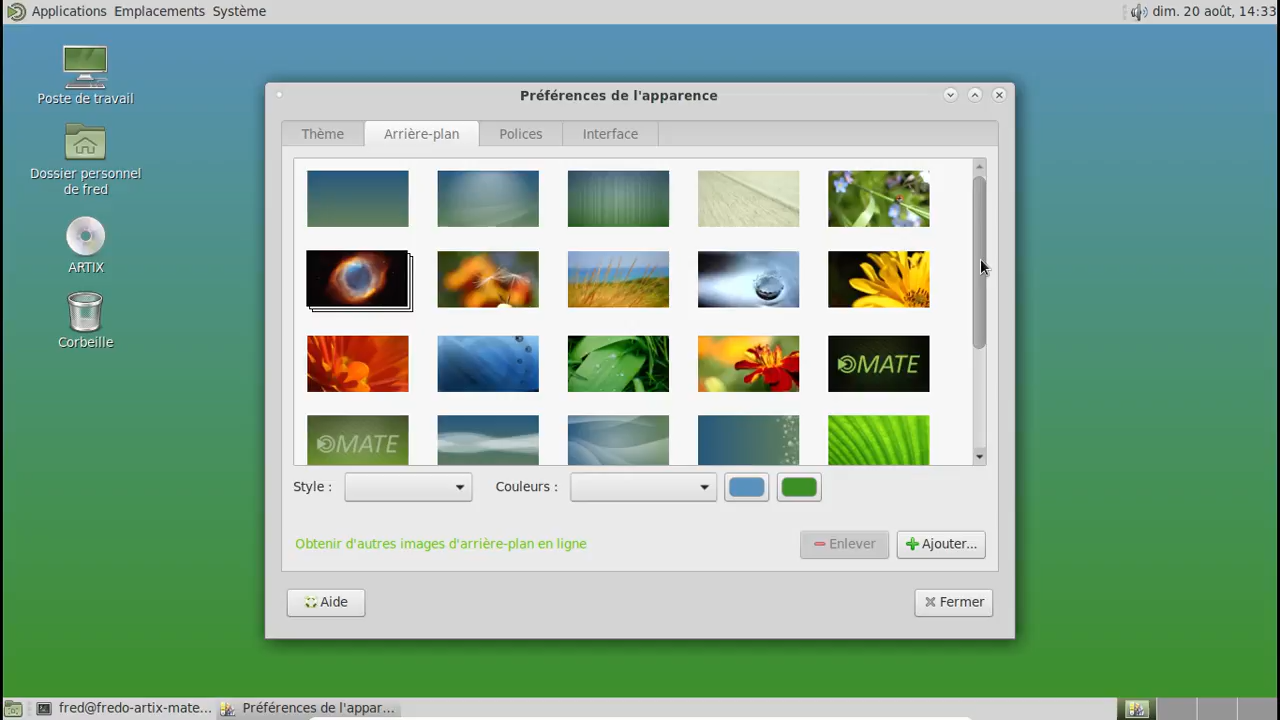 Applications Emplacements Système
dim. 20 août, 14:33
Poste de travail
Dossier personnel
de fred
ARTIX
Corbeille
Préférences de l'apparence
Thème Arrière-plan Polices Interface
MATE
MATE
Style : Couleurs :
Obtenir d'autres images d'arrière-plan en ligne
Enlever Ajouter...
Aide Fermer
fred@fredo-artix-mate... Préférences de l'appar...